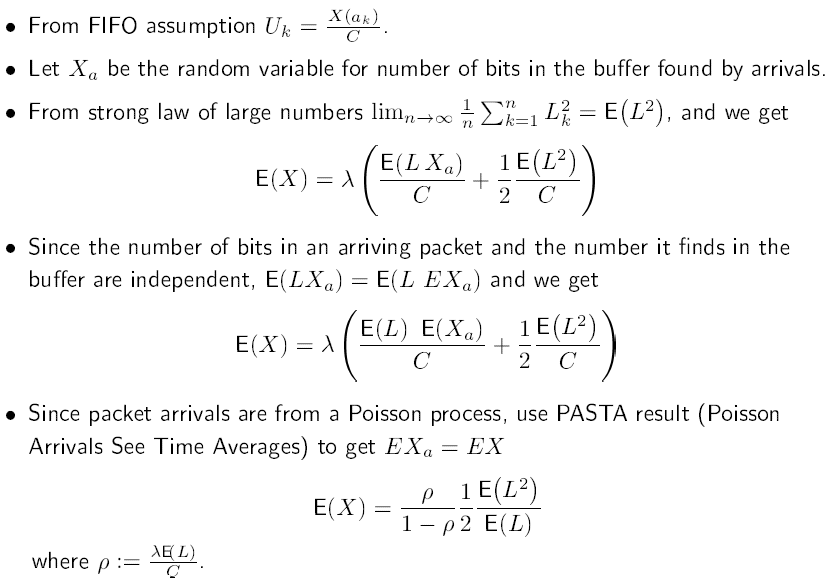 • From FIFO assumption $U_k = \frac{X(a_k)}{C}$.
• Let $X_a$ be the random variable for number of bits in the buffer found by arrivals.
• From strong law of large numbers $\lim_{n\to\infty} \frac{1}{n} \sum_{k=1}^{n} L_k^2 = \mathsf{E}(L^2)$, and we get
$\mathsf{E}(X) = \lambda \left( \frac{\mathsf{E}(L\,X_a)}{C} + \frac{1}{2} \frac{\mathsf{E}(L^2)}{C} \right)$
• Since the number of bits in an arriving packet and the number it finds in the
buffer are independent, $\mathsf{E}(LX_a) = \mathsf{E}(L\ EX_a)$ and we get
$\mathsf{E}(X) = \lambda \left( \frac{\mathsf{E}(L)\ \mathsf{E}(X_a)}{C} + \frac{1}{2} \frac{\mathsf{E}(L^2)}{C} \right)$
• Since packet arrivals are from a Poisson process, use PASTA result (Poisson
Arrivals See Time Averages) to get $EX_a = EX$
$\mathsf{E}(X) = \frac{\rho}{1-\rho} \frac{1}{2} \frac{\mathsf{E}(L^2)}{\mathsf{E}(L)}$
where $\rho := \frac{\lambda \mathsf{E}(L)}{C}$.